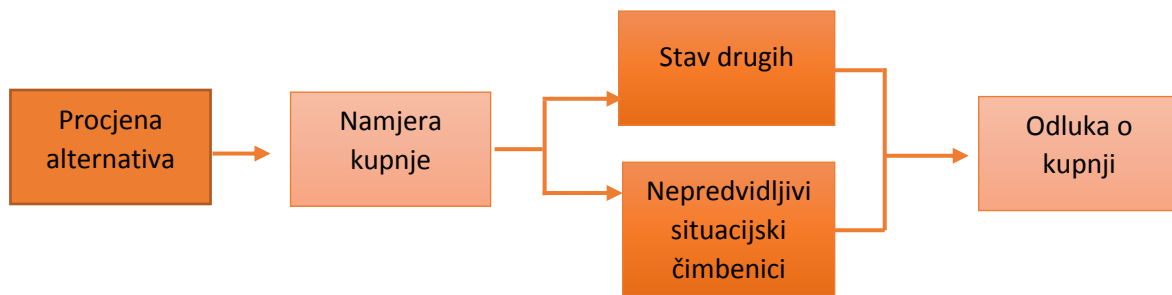 Procjena
alternativa
Namjera
kupnje
Stav drugih
Nepredvidljivi
situacijski
čimbenici
Odluka o
kupnji